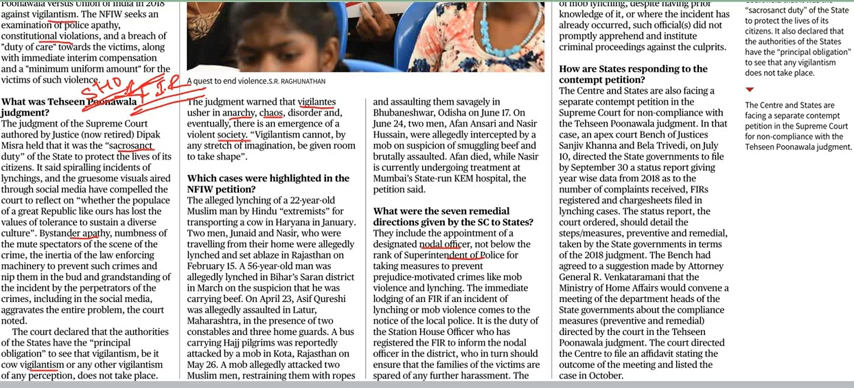 Poonawala versus Union of India in 2018
against vigilantism. The NFIW seeks an
examination of police apathy,
constitutional violations, and a breach of
"duty of care" towards the victims, along
with immediate interim compensation
and a "minimum uniform amount" for the
victims of such violence.
SHO
F.I.R
What was Tehseen Poonawala
judgment?
The judgment of the Supreme Court
authored by Justice (now retired) Dipak
Misra held that it was the "sacrosanct
duty" of the State to protect the lives of its
citizens. It said spiralling incidents of
lynchings, and the gruesome visuals aired
through social media have compelled the
court to reflect on "whether the populace
of a great Republic like ours has lost the
values of tolerance to sustain a diverse
culture". Bystander apathy, numbness of
the mute spectators of the scene of the
crime, the inertia of the law enforcing
machinery to prevent such crimes and
nip them in the bud and grandstanding of
the incident by the perpetrators of the
crimes, including in the social media,
aggravates the entire problem, the court
noted.
The court declared that the authorities
of the States have the "principal
obligation" to see that vigilantism, be it
cow vigilantism or any other vigilantism
of any perception, does not take place.
A quest to end violence.S.R. RAGHUNATHAN
The judgment warned that vigilantes
usher in anarchy, chaos, disorder and,
eventually, there is an emergence of a
violent society. "Vigilantism cannot, by
any stretch of imagination, be given room
to take shape".
Which cases were highlighted in the
NFIW petition?
The alleged lynching of a 22-year-old
Muslim man by Hindu "extremists" for
transporting a cow in Haryana in January.
Two men, Junaid and Nasir, who were
travelling from their home were allegedly
lynched and set ablaze in Rajasthan on
February 15. A 56-year-old man was
allegedly lynched in Bihar's Saran district
in March on the suspicion that he was
carrying beef. On April 23, Asif Qureshi
was allegedly assaulted in Latur,
Maharashtra, in the presence of two
constables and three home guards. A bus
carrying Hajj pilgrims was reportedly
attacked by a mob in Kota, Rajasthan on
May 26. A mob allegedly attacked two
Muslim men, restraining them with ropes
and assaulting them savagely in
Bhubaneshwar, Odisha on June 17. On
June 24, two men, Afan Ansari and Nasir
Hussain, were allegedly intercepted by a
mob on suspicion of smuggling beef and
brutally assaulted. Afan died, while Nasir
is currently undergoing treatment at
Mumbai's State-run KEM hospital, the
petition said.
What were the seven remedial
directions given by the SC to States?
They include the appointment of a
designated nodal officer, not below the
rank of Superintendent of Police for
taking measures to prevent
prejudice-motivated crimes like mob
violence and lynching. The immediate
lodging of an FIR if an incident of
lynching or mob violence comes to the
notice of the local police. It is the duty of
the Station House Officer who has
registered the FIR to inform the nodal
officer in the district, who in turn should
ensure that the families of the victims are
spared of any further harassment. The
of mob lynching, despite having prior
knowledge of it, or where the incident has
already occurred, such official(s) did not
promptly apprehend and institute
criminal proceedings against the culprits.
How are States responding to the
contempt petition?
The Centre and States are also facing a
separate contempt petition in the
Supreme Court for non-compliance with
the Tehseen Poonawala judgment. In that
case, an apex court Bench of Justices
Sanjiv Khanna and Bela Trivedi, on July
10, directed the State governments to file
by September 30 a status report giving
year wise data from 2018 as to the
number of complaints received, FIRs
registered and chargesheets filed in
lynching cases. The status report, the
court ordered, should detail the
steps/measures, preventive and remedial,
taken by the State governments in terms
of the 2018 judgment. The Bench had
agreed to a suggestion made by Attorney
General R. Venkataramani that the
Ministry of Home Affairs would convene a
meeting of the department heads of the
State governments about the compliance
measures (preventive and remedial)
directed by the court in the Tehseen
Poonawala judgment. The court directed
the Centre to file an affidavit stating the
outcome of the meeting and listed the
case in October.
"sacrosanct duty" of the State
to protect the lives of its
citizens. It also declared that
the authorities of the States
have the "principal obligation"
to see that any vigilantism
does not take place.
The Centre and States are
facing a separate contempt
petition in the Supreme Court
for non-compliance with the
Tehseen Poonawala judgment.